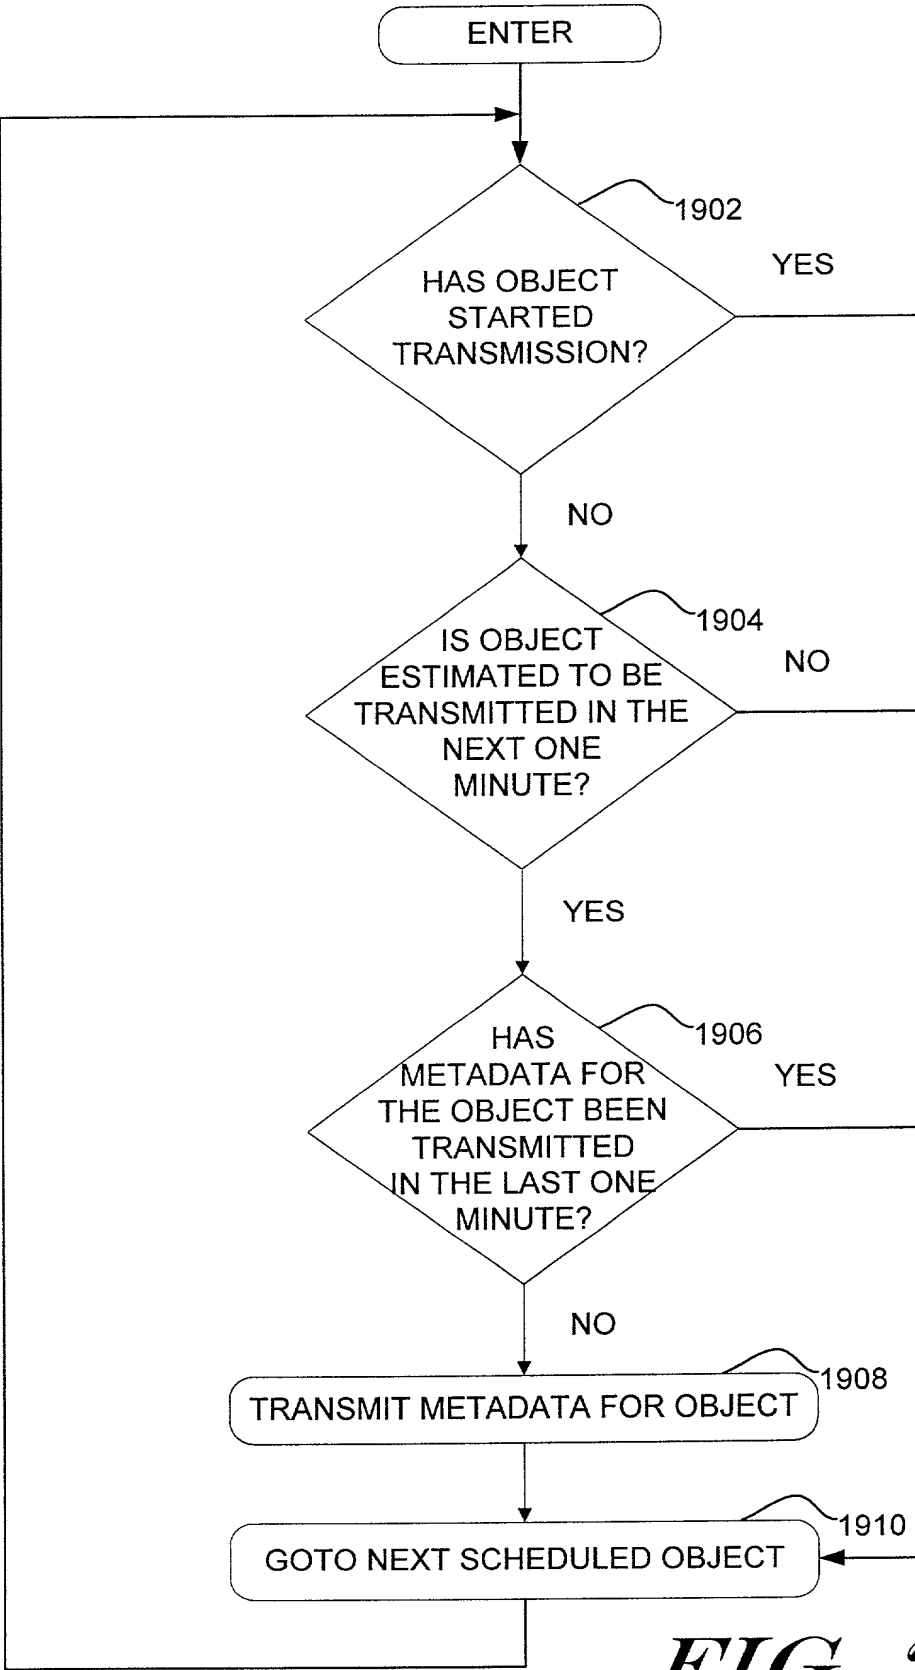 ENTER
1902
YES
HAS OBJECT
STARTED
TRANSMISSION?
NO
1904
NO
IS OBJECT
ESTIMATED TO BE
TRANSMITTED IN THE
NEXT ONE
MINUTE?
YES
1906
YES
HAS
METADATA FOR
THE OBJECT BEEN
TRANSMITTED
IN THE LAST ONE
MINUTE?
NO
1908
TRANSMIT METADATA FOR OBJECT
1910
GOTO NEXT SCHEDULED OBJECT
FIG.